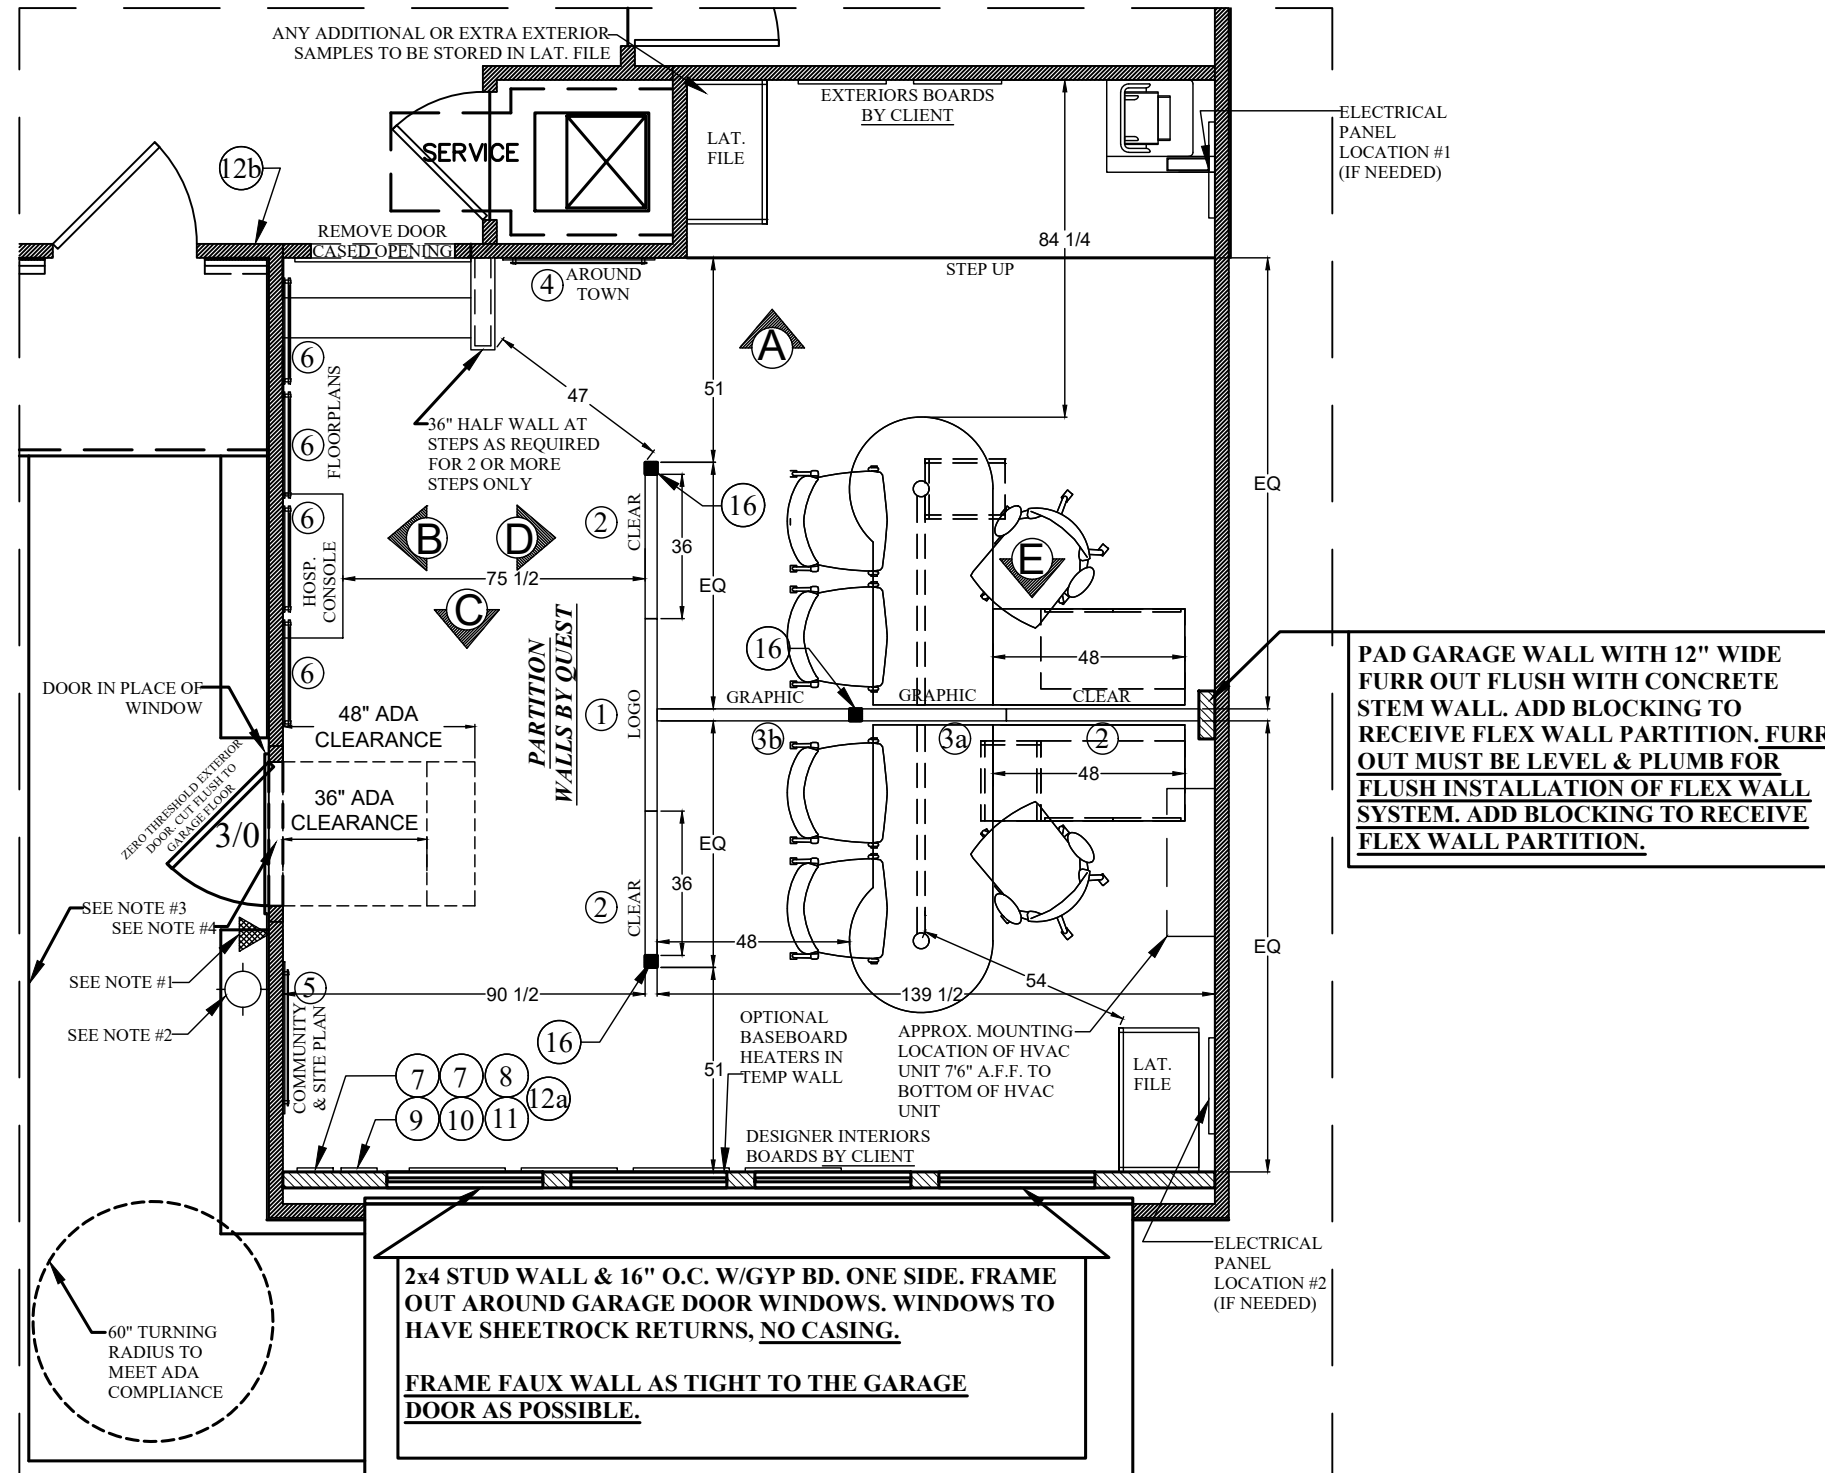 ANY ADDITIONAL OR EXTRA EXTERIOR
SAMPLES TO BE STORED IN LAT. FILE
EXTERIORS BOARDS
BY CLIENT
ELECTRICAL
PANEL
LOCATION #1
(IF NEEDED)
LAT.
FILE
SERVICE
12b
REMOVE DOOR
CASED OPENING
84 1/4
STEP UP
4
AROUND
TOWN
A
6
6
6
6
FLOORPLANS
47
51
36" HALF WALL AT
STEPS AS REQUIRED
FOR 2 OR MORE
STEPS ONLY
EQ
16
2
CLEAR
36
B
D
HOSP.
CONSOLE
75 1/2
EQ
C
E
PARTITION
WALLS BY QUEST
16
48
GRAPHIC
GRAPHIC
CLEAR
1
LOGO
3b
3a
2
48
PAD GARAGE WALL WITH 12" WIDE
FURR OUT FLUSH WITH CONCRETE
STEM WALL. ADD BLOCKING TO
RECEIVE FLEX WALL PARTITION. FURR
OUT MUST BE LEVEL & PLUMB FOR
FLUSH INSTALLATION OF FLEX WALL
SYSTEM. ADD BLOCKING TO RECEIVE
FLEX WALL PARTITION.
DOOR IN PLACE OF
WINDOW
48" ADA
CLEARANCE
ZERO THRESHOLD EXTERIOR
DOOR. CUT FLUSH TO
GARAGE FLOOR
3/0
36" ADA
CLEARANCE
EQ
36
2
CLEAR
SEE NOTE #3
SEE NOTE #4
48
EQ
SEE NOTE #1
5
COMMUNITY
& SITE PLAN
90 1/2
139 1/2
54
SEE NOTE #2
16
51
OPTIONAL
BASEBOARD
HEATERS IN
TEMP WALL
APPROX. MOUNTING
LOCATION OF HVAC
UNIT 7'6" A.F.F. TO
BOTTOM OF HVAC
UNIT
LAT.
FILE
7
7
8
12a
9
10
11
DESIGNER INTERIORS
BOARDS BY CLIENT
ELECTRICAL
PANEL
LOCATION #2
(IF NEEDED)
2x4 STUD WALL & 16" O.C. W/GYP BD. ONE SIDE. FRAME
OUT AROUND GARAGE DOOR WINDOWS. WINDOWS TO
HAVE SHEETROCK RETURNS, NO CASING.
FRAME FAUX WALL AS TIGHT TO THE GARAGE
DOOR AS POSSIBLE.
60" TURNING
RADIUS TO
MEET ADA
COMPLIANCE